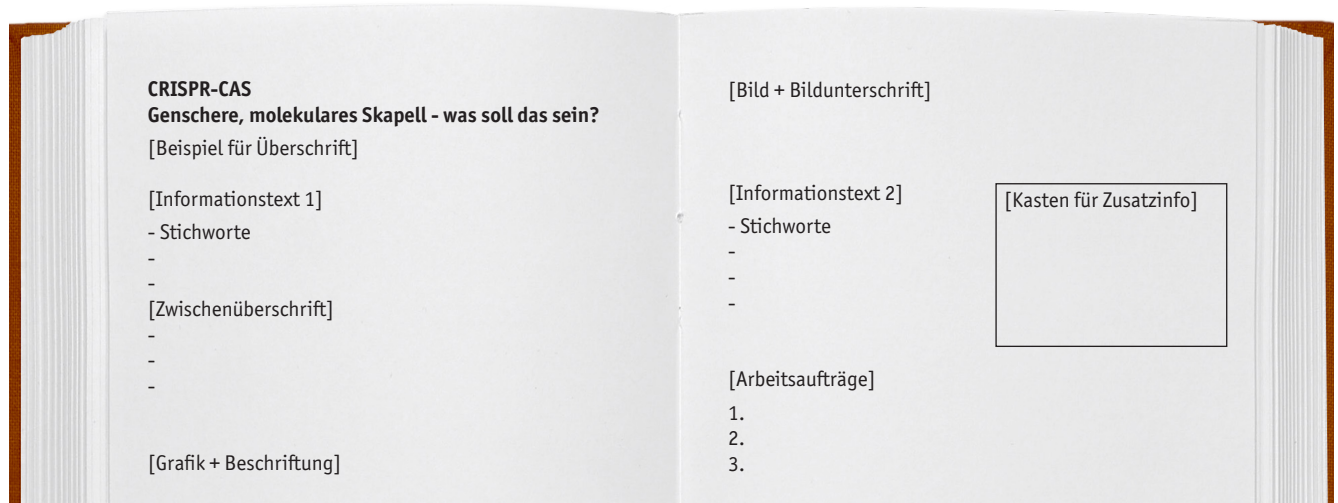 CRISPR-CAS
Genschere, molekulares Skapell - was soll das sein?
[Beispiel für Überschrift]
[Informationstext 1]
- Stichworte
-
-
[Zwischenüberschrift]
-
-
-
[Grafik + Beschriftung]
[Bild + Bildunterschrift]
[Informationstext 2]
- Stichworte
-
-
-
[Kasten für Zusatzinfo]
[Arbeitsaufträge]
1.
2.
3.